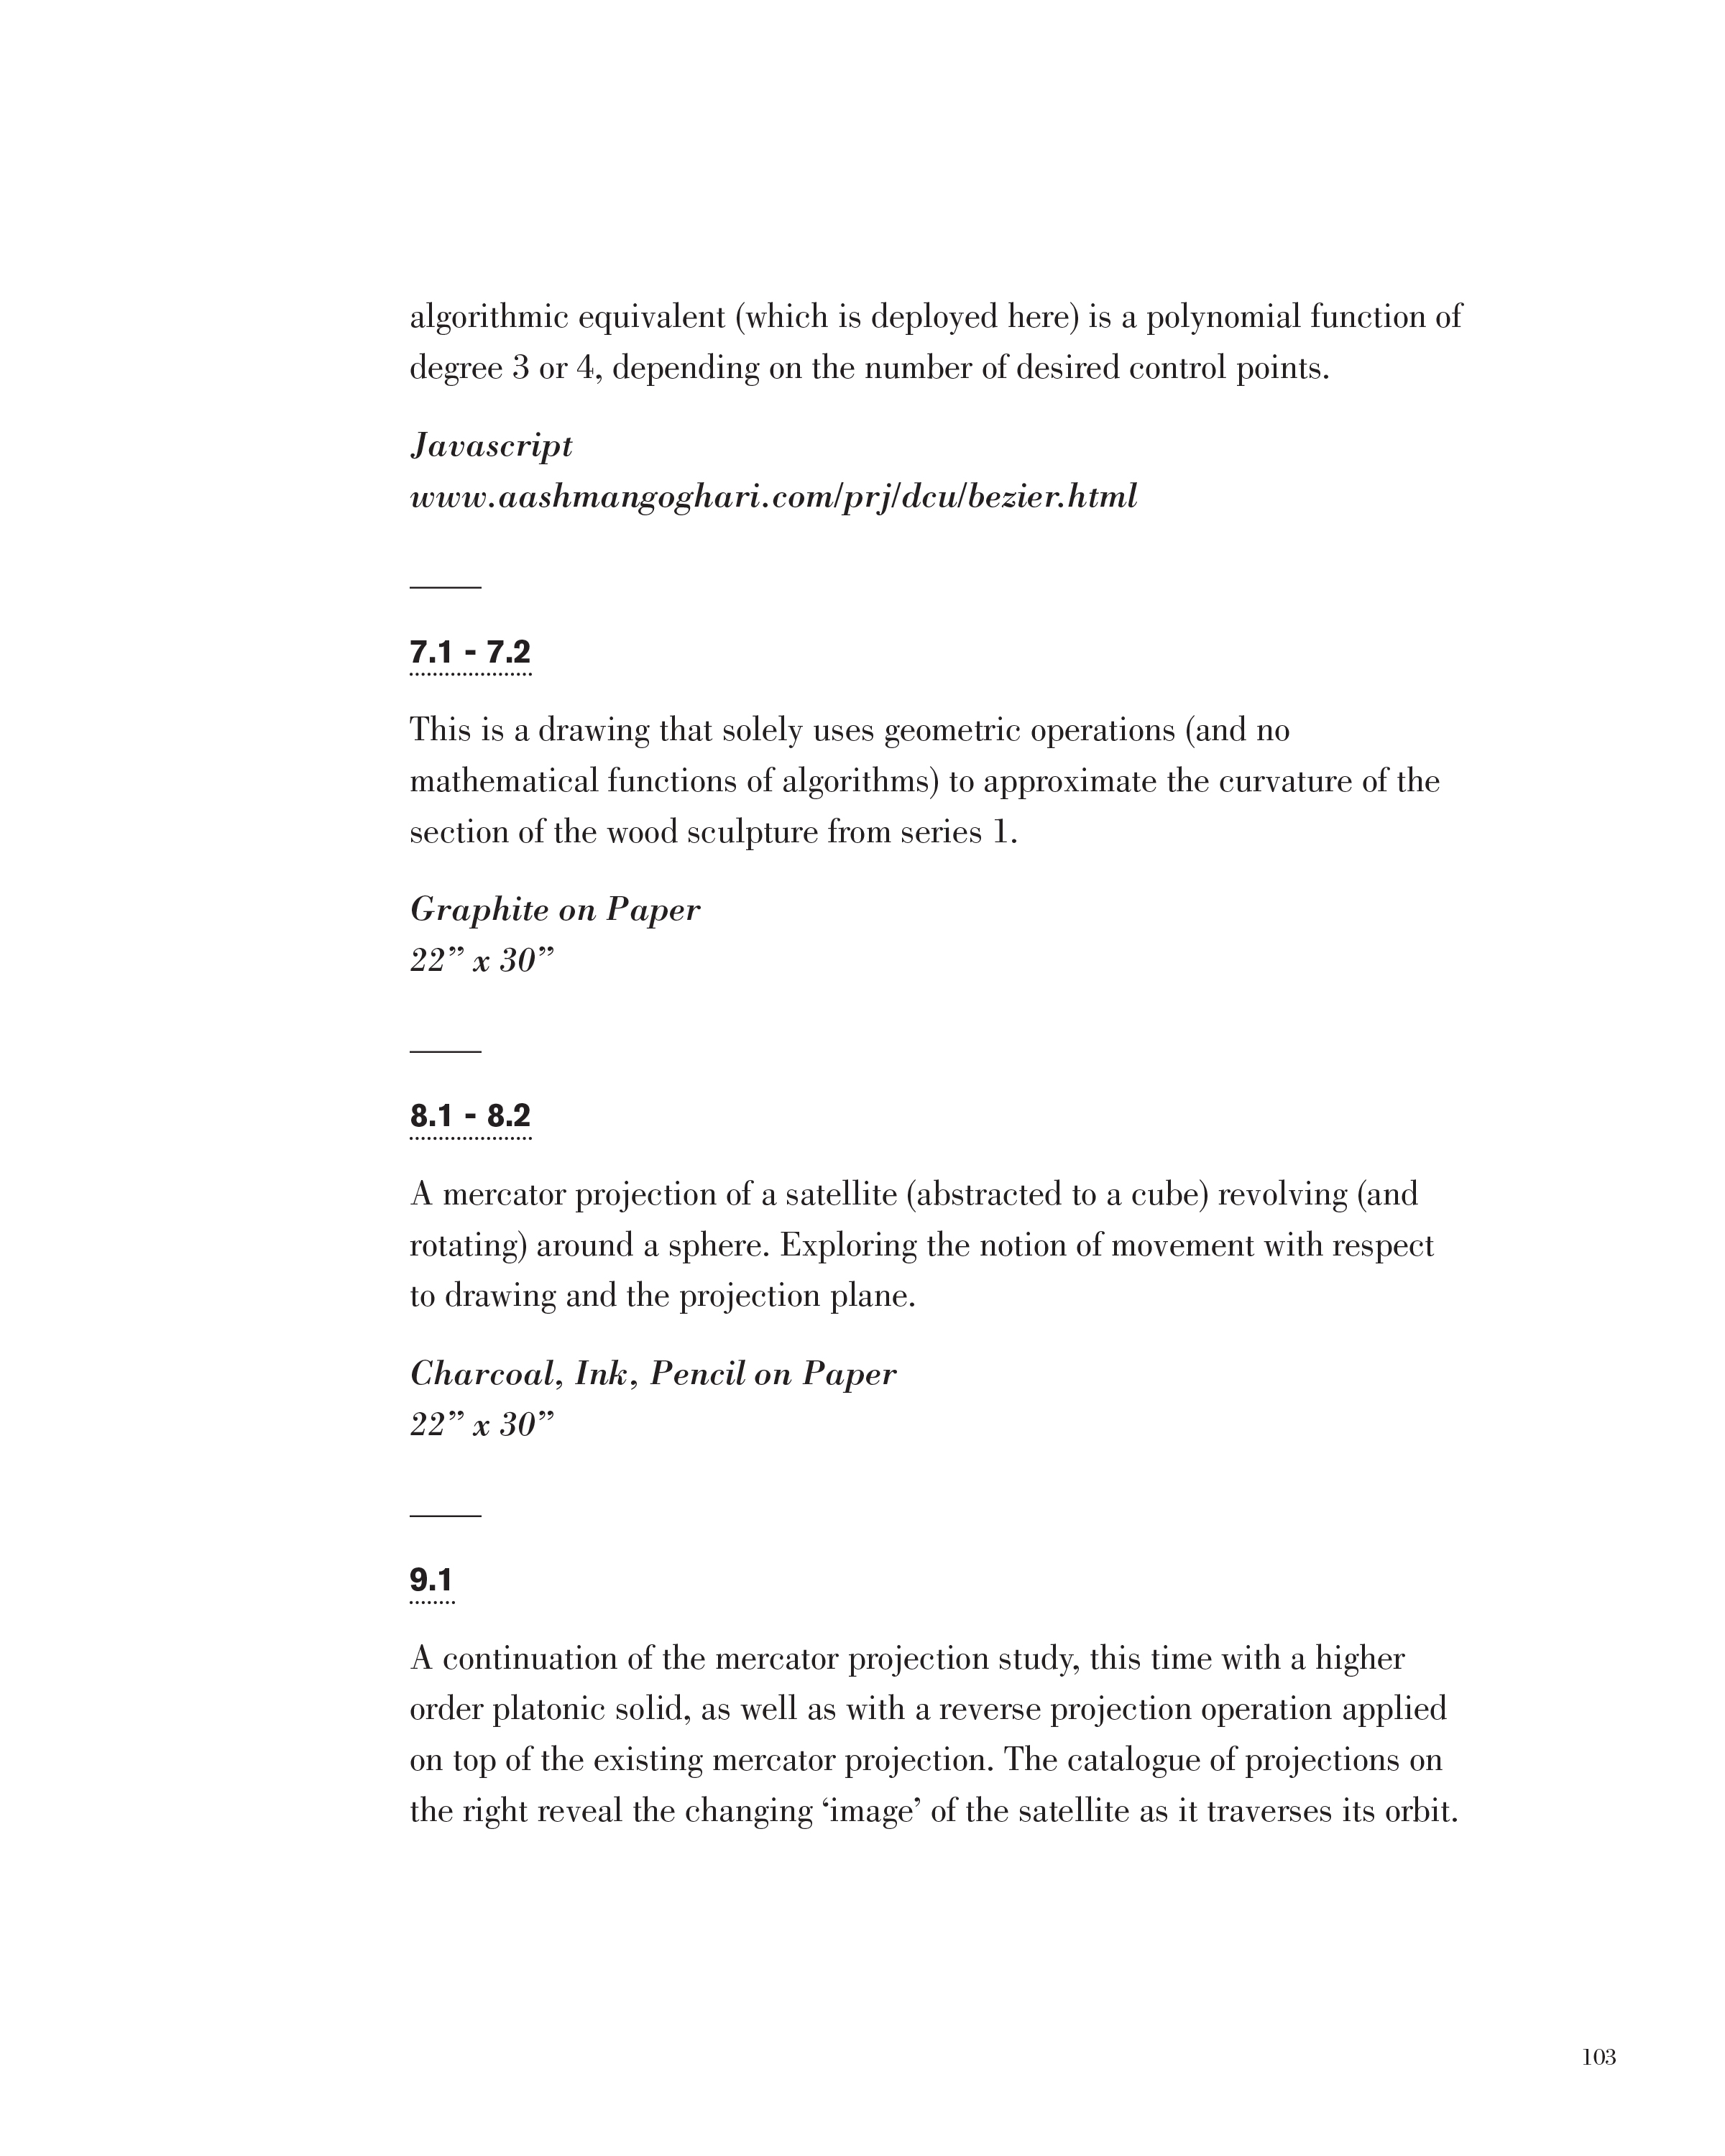 algorithmic equivalent (which is deployed here) is a polynomial function of
degree 3 or 4, depending on the number of desired control points.
Javascript
www.aashmangoghari.com/prj/dcu/bezier.html
7.1 - 7.2
This is a drawing that solely uses geometric operations (and no
mathematical functions of algorithms) to approximate the curvature of the
section of the wood sculpture from series 1.
Graphite on Paper
22” x 30”
8.1 - 8.2
A mercator projection of a satellite (abstracted to a cube) revolving (and
rotating) around a sphere. Exploring the notion of movement with respect
to drawing and the projection plane.
Charcoal, Ink, Pencil on Paper
22” x 30”
9.1
A continuation of the mercator projection study, this time with a higher
order platonic solid, as well as with a reverse projection operation applied
on top of the existing mercator projection. The catalogue of projections on
the right reveal the changing ‘image’ of the satellite as it traverses its orbit.
103